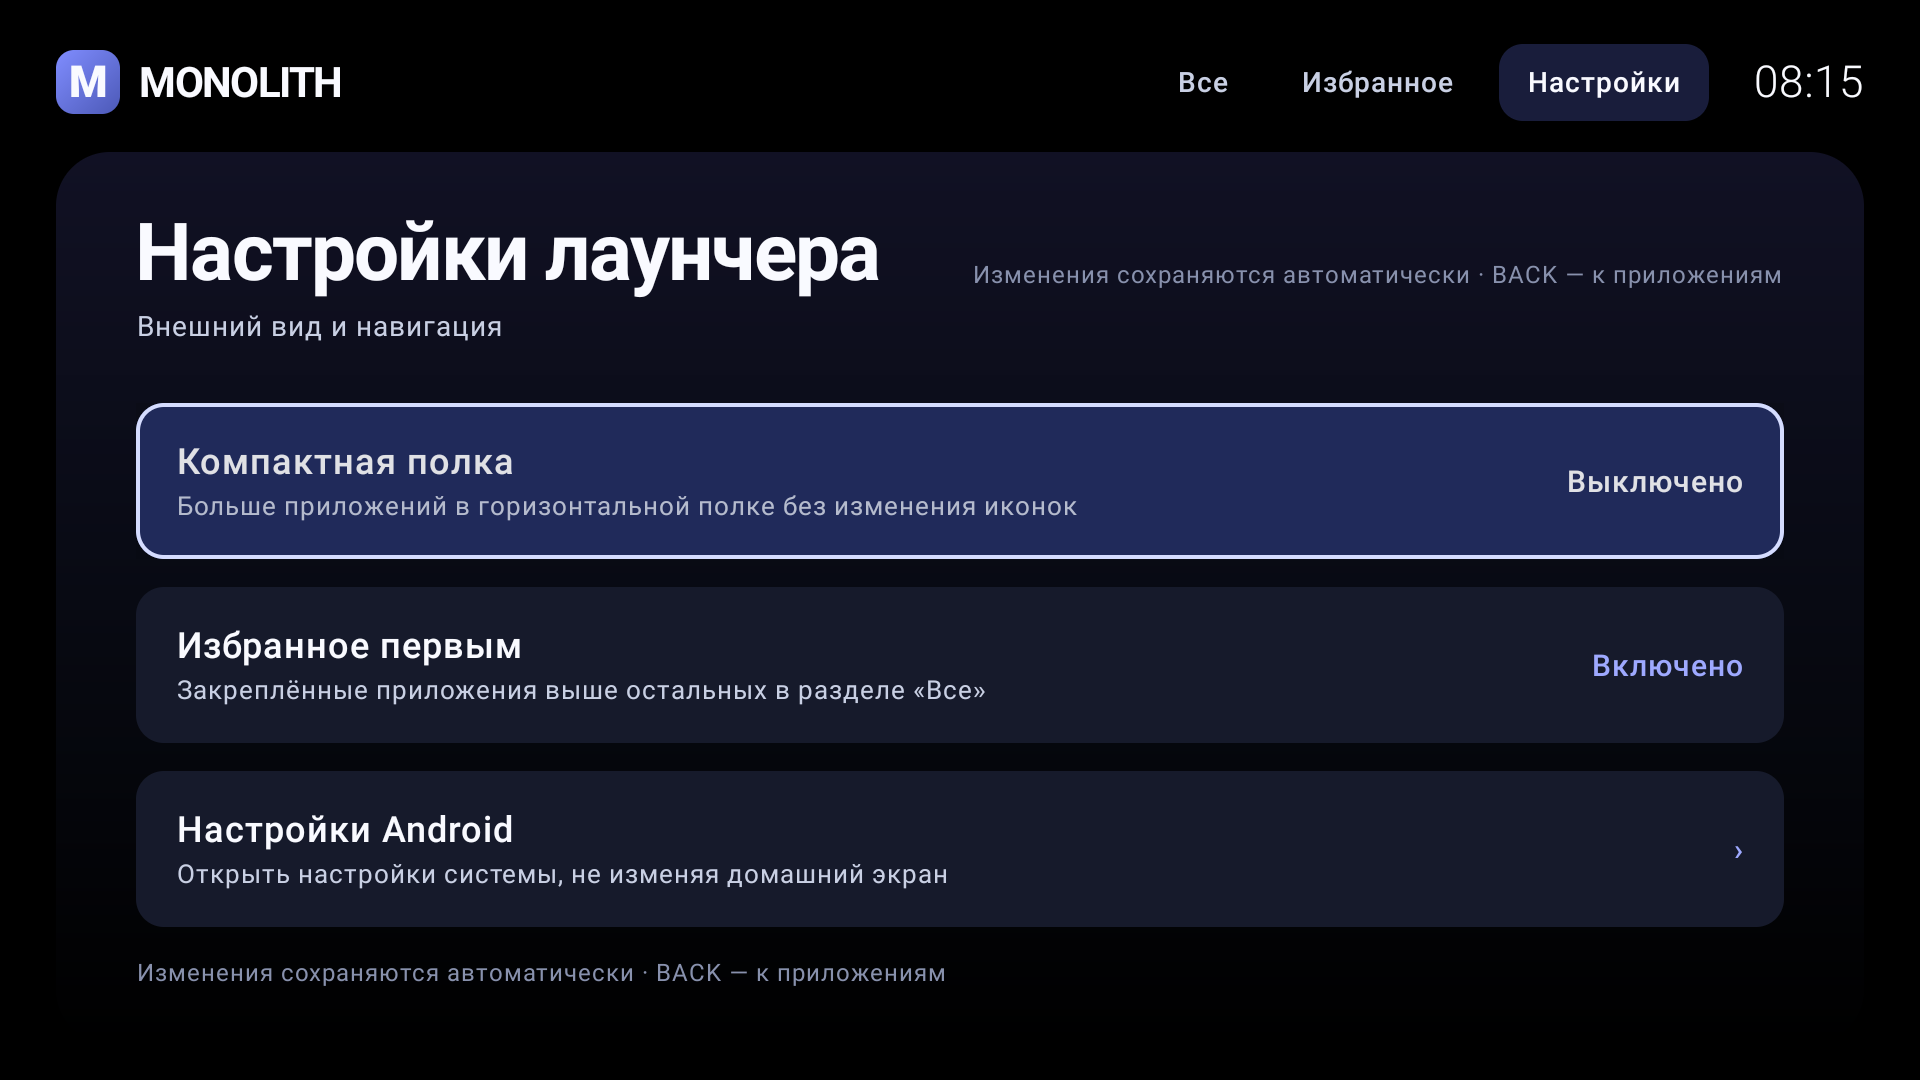 M MONOLITH
Все Избранное Настройки 08:15
Настройки лаунчера
Изменения сохраняются автоматически · BACK — к приложениям
Внешний вид и навигация
Компактная полка
Больше приложений в горизонтальной полке без изменения иконок
Выключено
Избранное первым
Закреплённые приложения выше остальных в разделе «Все»
Включено
Настройки Android
Открыть настройки системы, не изменяя домашний экран
›
Изменения сохраняются автоматически · BACK — к приложениям